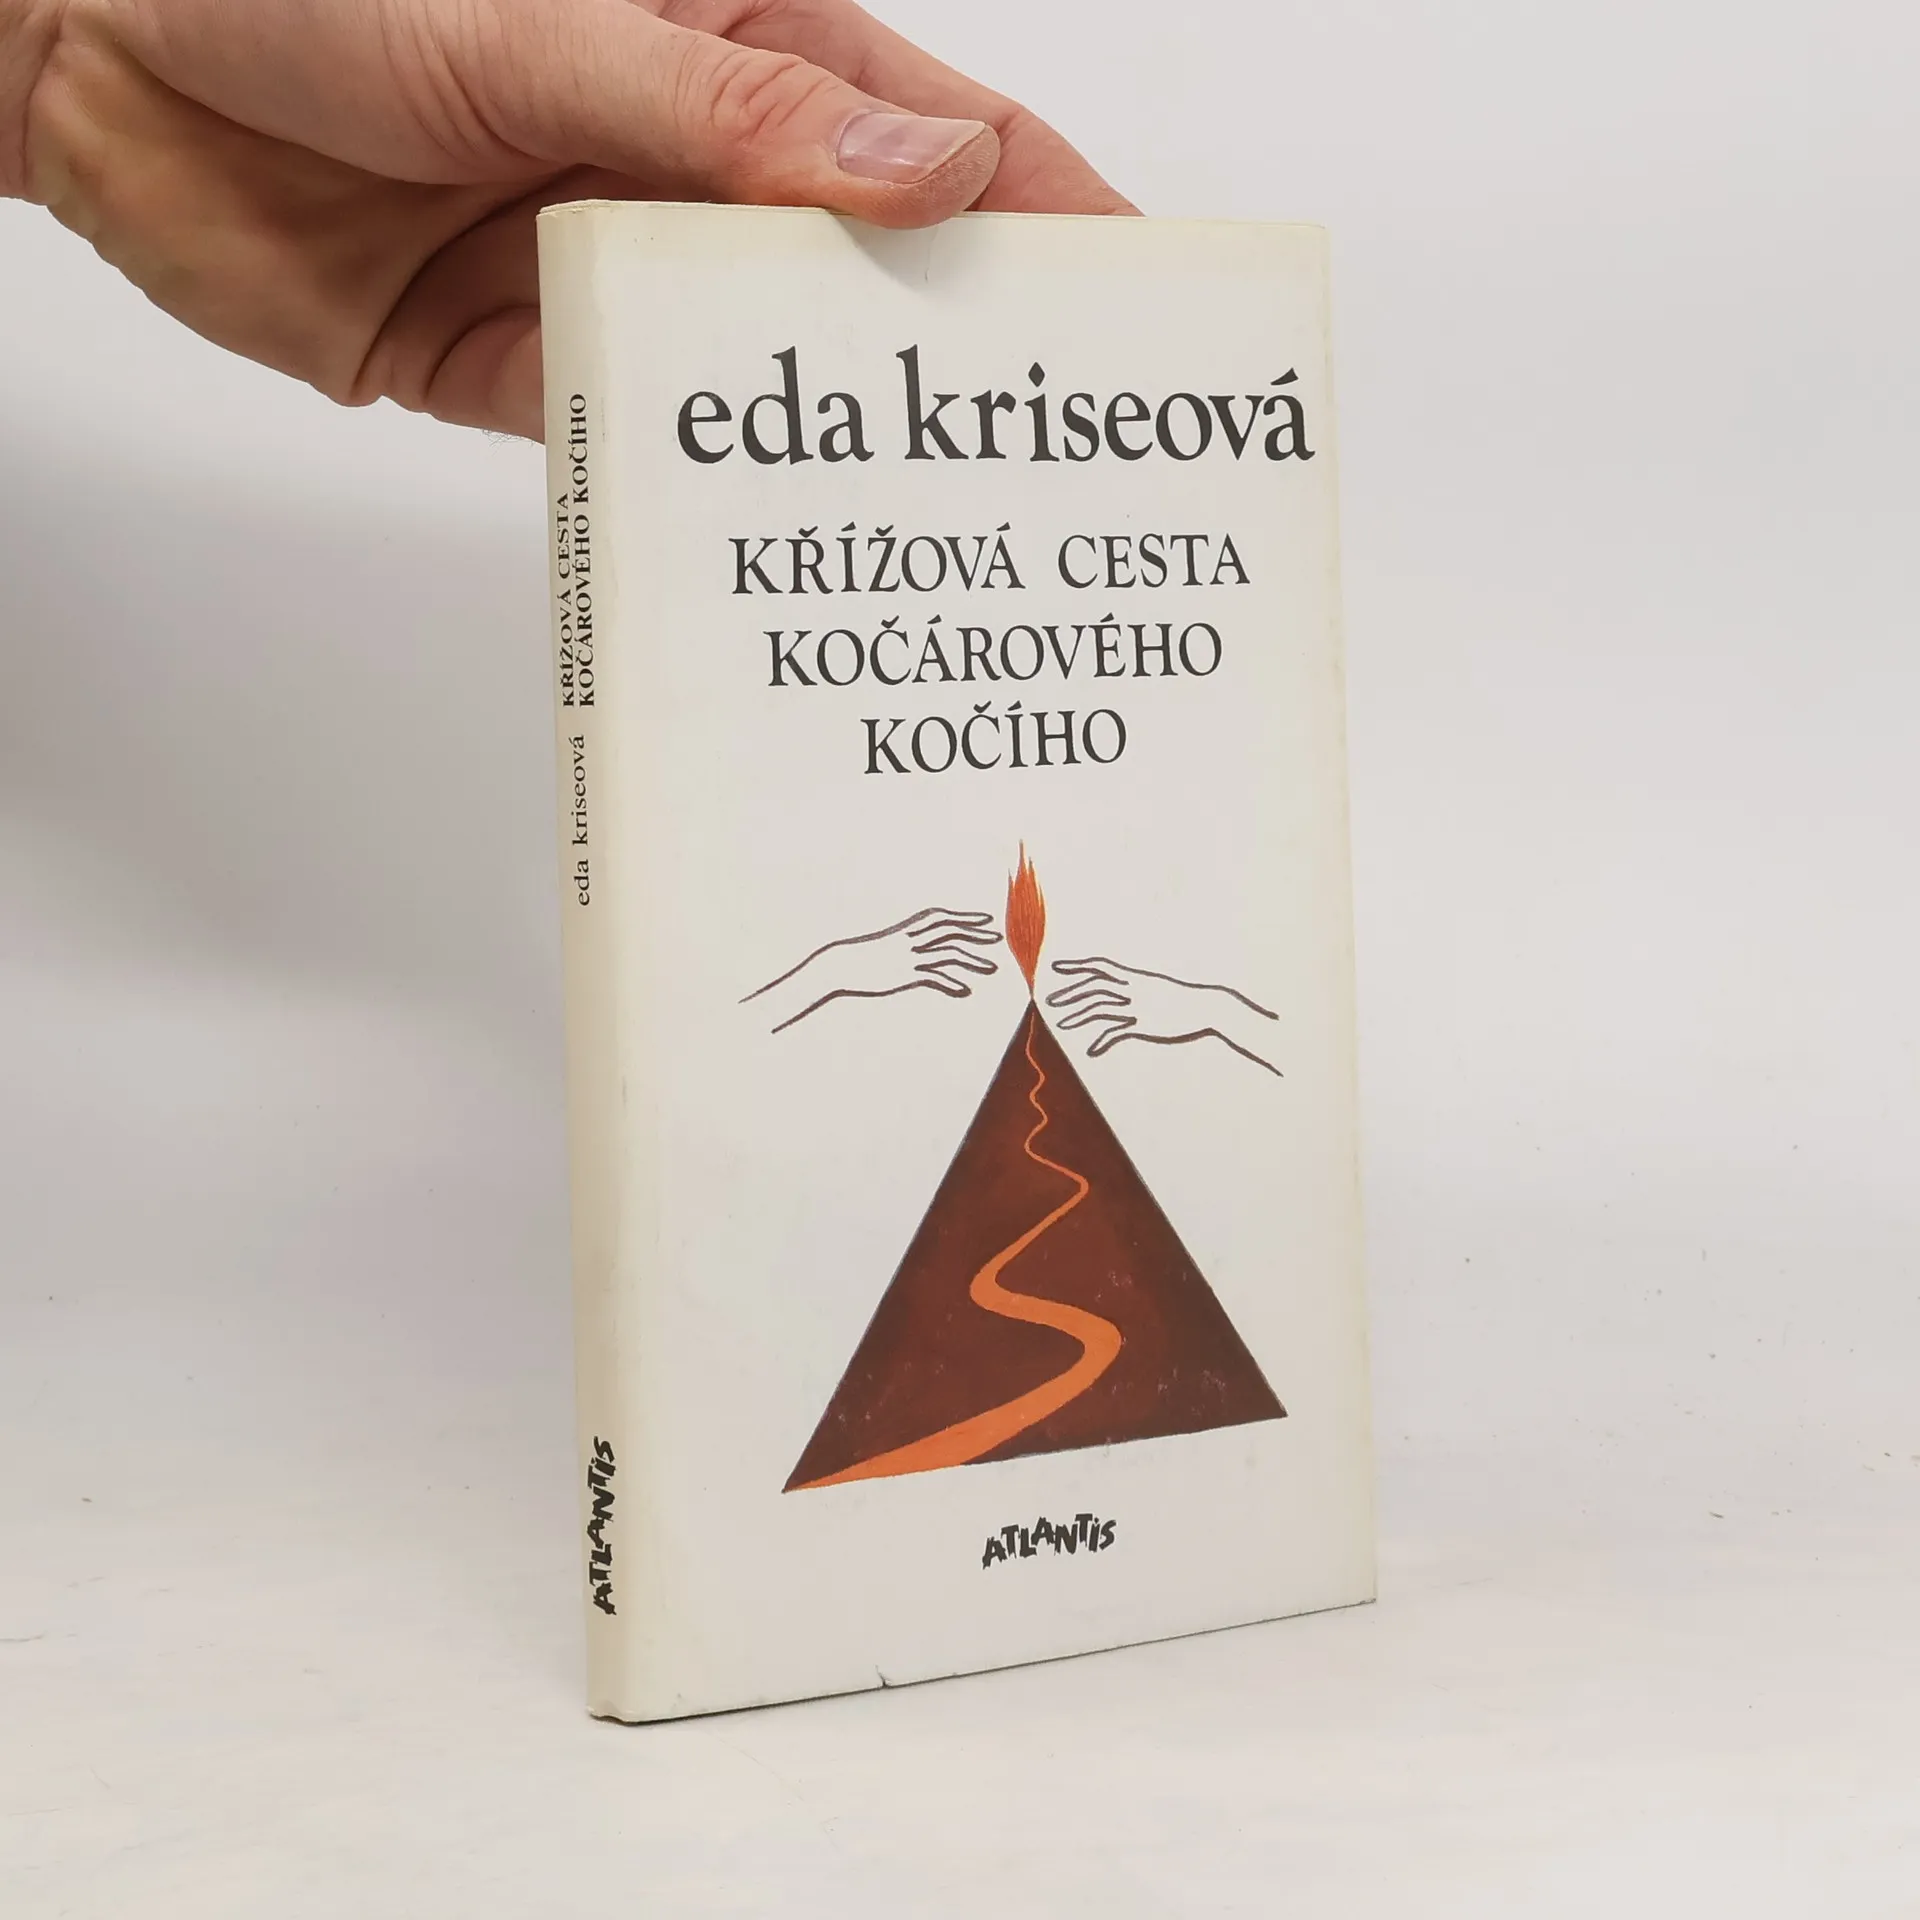 eda kriseová
KŘÍŽOVÁ CESTA
KOČÁROVÉHO
KOČÍHO
ATLANTIS
eda kriseová
KŘÍŽOVÁ CESTA
KOČÁROVÉHO KOČÍHO
ATLANTIS